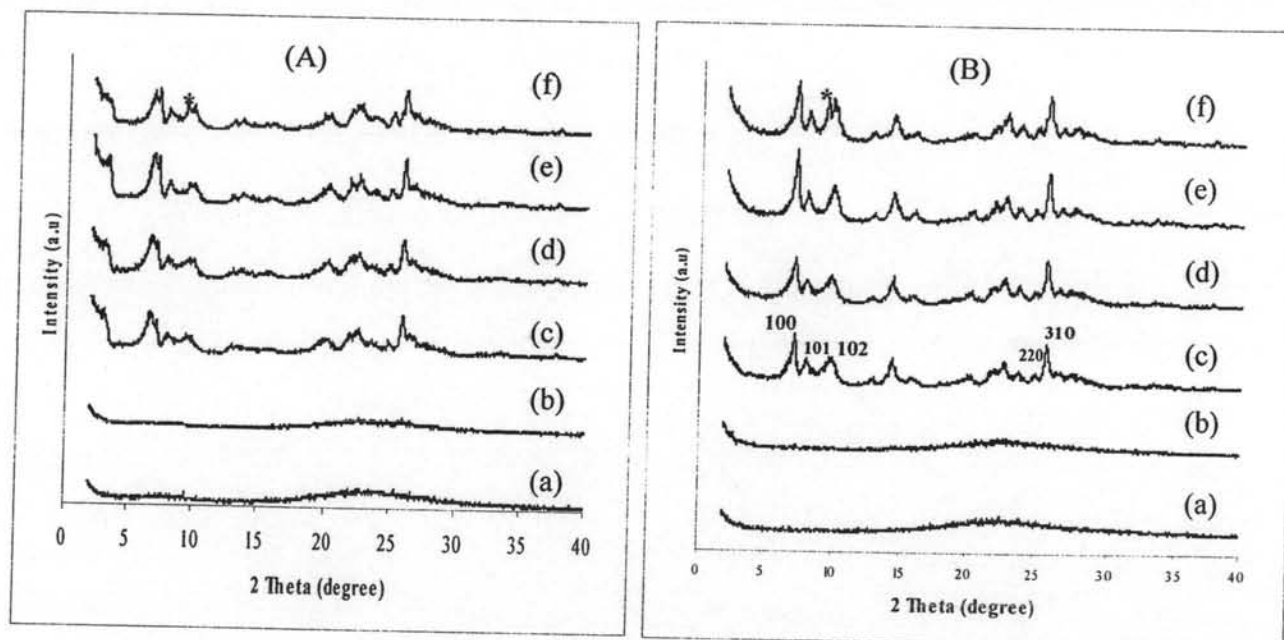 (A)
*
(f)
(e)
(d)
(c)
(b)
(a)
Intensity (a.u)
0 5 10 15 20 25 30 35 40
2 Theta (degree)
(B)
*
(f)
(e)
(d)
100
101
102
220
310
(c)
(b)
(a)
Intensity (a.u)
0 5 10 15 20 25 30 35 40
2 Theta (degree)